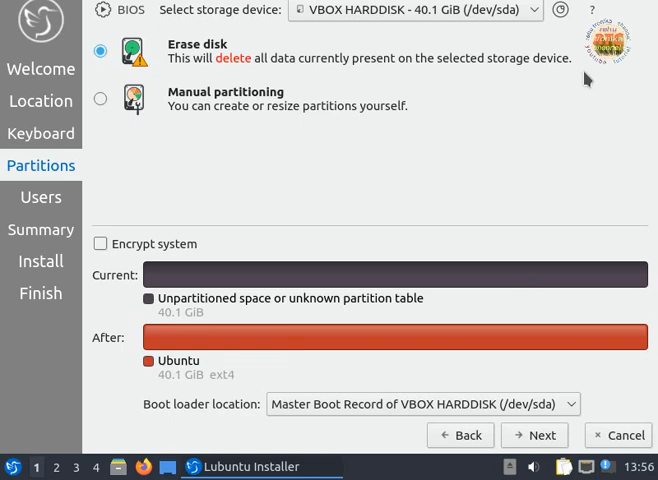 BIOS Select storage device: VBOX HARDDISK - 40.1 GiB (/dev/sda) ?
Erase disk
This will delete all data currently present on the selected storage device.
Manual partitioning
You can create or resize partitions yourself.
Welcome
Location
Keyboard
Partitions
Users
Summary
Install
Finish
Encrypt system
Current:
Unpartitioned space or unknown partition table
40.1 GiB
After:
Ubuntu
40.1 GiB ext4
Boot loader location: Master Boot Record of VBOX HARDDISK (/dev/sda)
Back Next Cancel
1 2 3 4 Lubuntu Installer 13:56